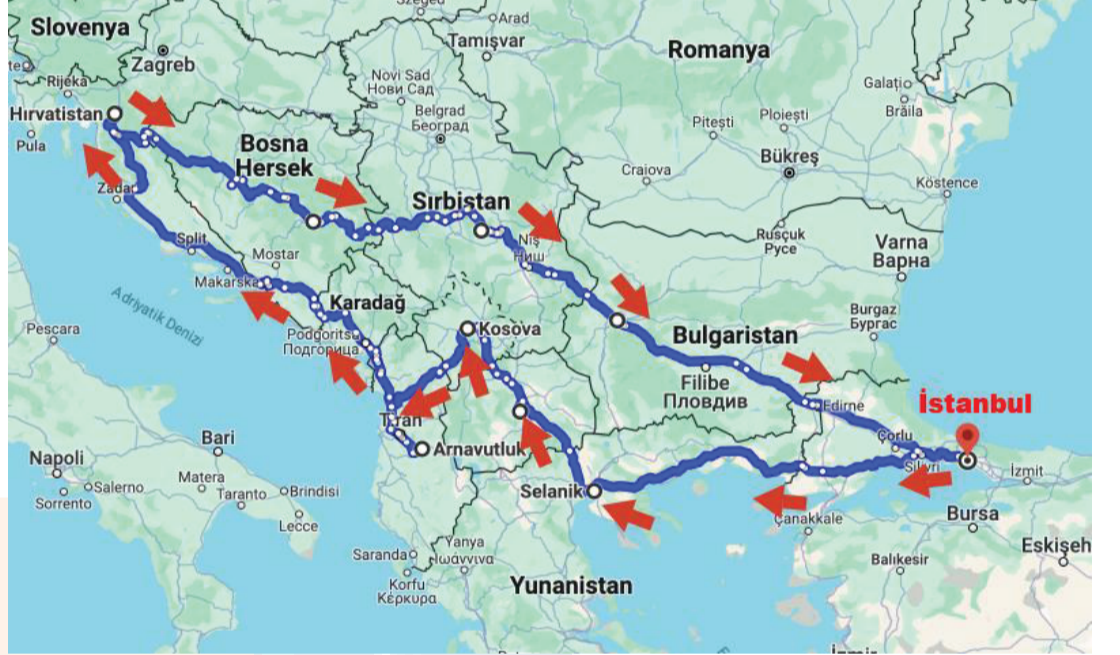 Szeged
Slovenya
Arad
Tamışvar
Romanya
Zagreb
Rijeka
Novi Sad
Нови Сад
Galați
Brăila
Hırvatistan
Belgrad
Београд
Pitești
Ploiești
Pula
Bosna
Hersek
Bükreş
Craiova
Köstence
Zadar
Sırbistan
Split
Niş
Ниш
Rusçuk
Русе
Varna
Варна
Mostar
Makarska
Adriyatik Denizi
Karadağ
Burgaz
Бургас
Pescara
Podgoritsa
Подгорица
Kosova
Bulgaristan
Filibe
Пловдив
Edirne
İstanbul
Tiran
Bari
Arnavutluk
Çorlu
Silivri
İzmit
Napoli
Salerno
Matera
Brindisi
Sorrento
Taranto
Lecce
Selanik
Çanakkale
Bursa
Eskişeh
Yanya
Ιωάννινα
Saranda
Balıkesir
Korfu
Κέρκυρα
Yunanistan